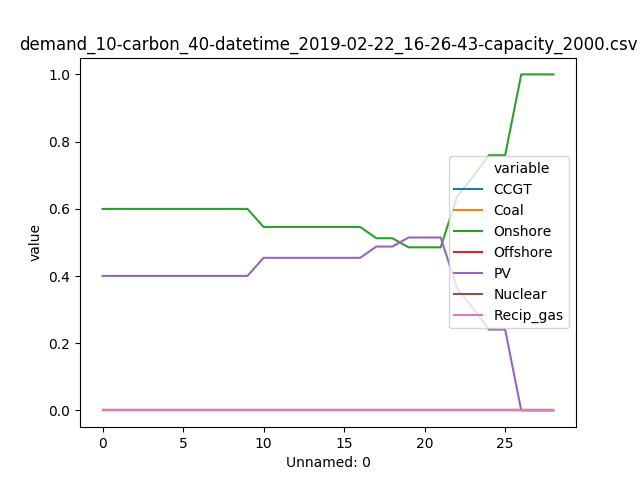 demand_10-carbon_40-datetime_2019-02-22_16-26-43-capacity_2000.csv
1.0
0.8
0.6
0.4
0.2
0.0
value
variable
CCGT
Coal
Onshore
Offshore
PV
Nuclear
Recip_gas
0 5 10 15 20 25
Unnamed: 0